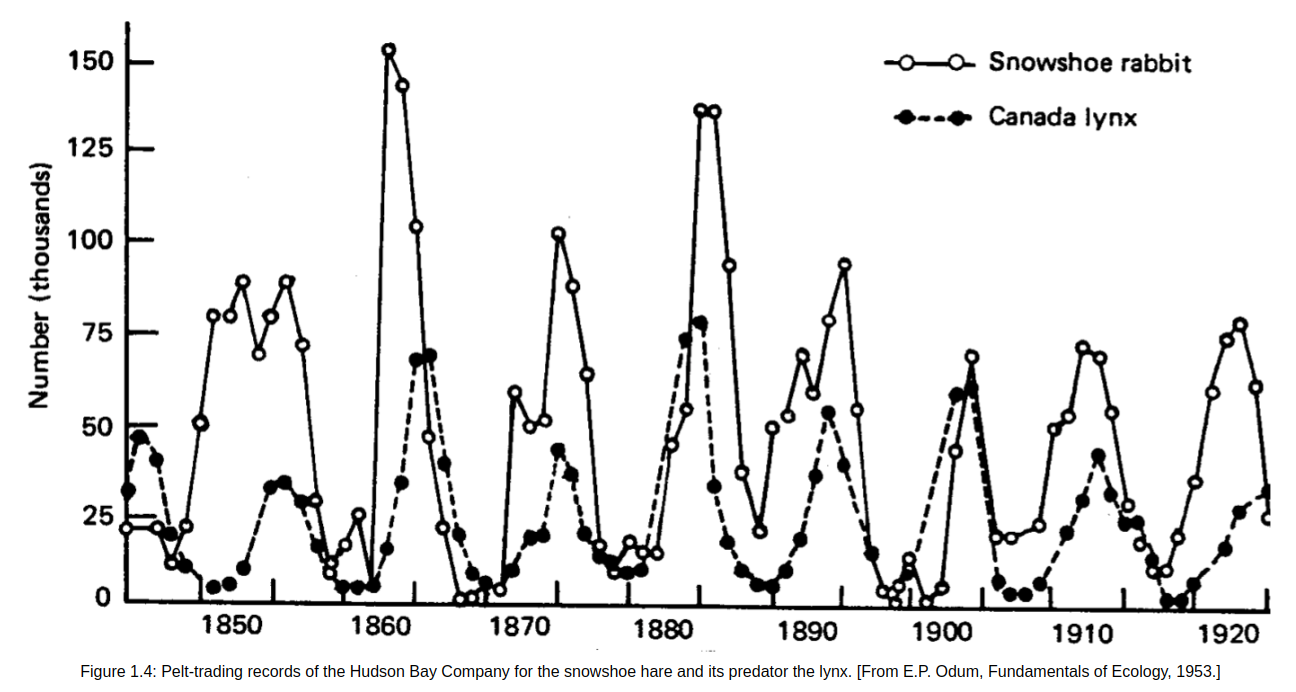 150
125
100
75
50
25
0
Number (thousands)
Snowshoe rabbit
Canada lynx
1850 1860 1870 1880 1890 1900 1910 1920
Figure 1.4: Pelt-trading records of the Hudson Bay Company for the snowshoe hare and its predator the lynx. [From E.P. Odum, Fundamentals of Ecology, 1953.]